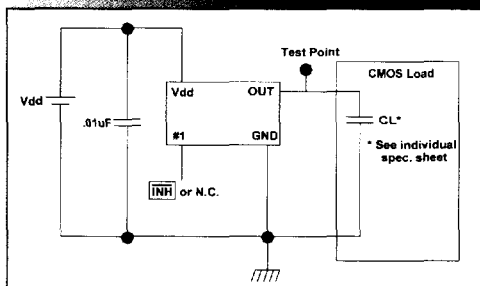 Test Point
CMOS Load
Vdd
.01uF
Vdd OUT
#1 GND
CL*
* See individual
spec. sheet
INH or N.C.